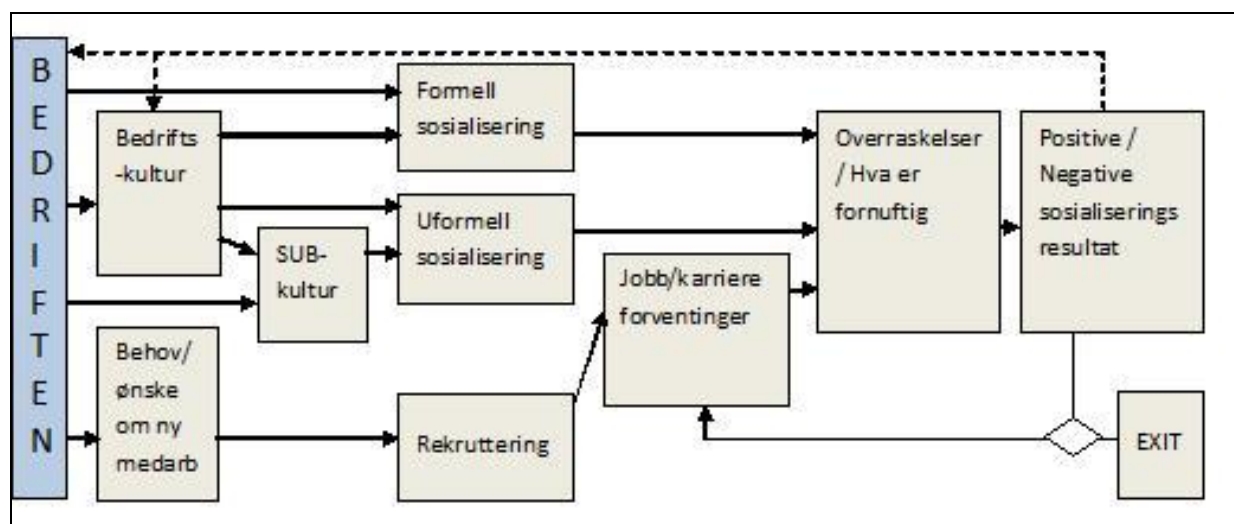 BEDRIFTEN
Bedrifts
-kultur
Behov/
ønske
om ny
medarb
SUB-
kultur
Formell
sosialisering
Uformell
sosialisering
Rekruttering
Jobb/karriere
forventinger
Overraskelser
/ Hva er
fornuftig
Positive /
Negative
sosialiserings
resultat
EXIT